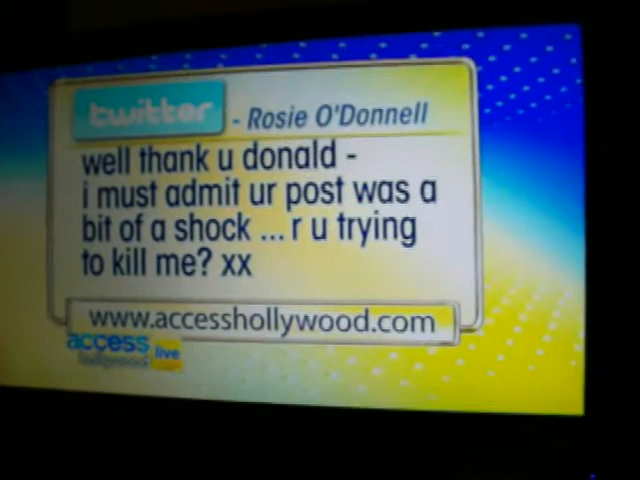 twitter - Rosie O'Donnell
well thank u donald -
i must admit ur post was a
bit of a shock ... r u trying
to kill me? xx
www.accesshollywood.com
access
hollywood live